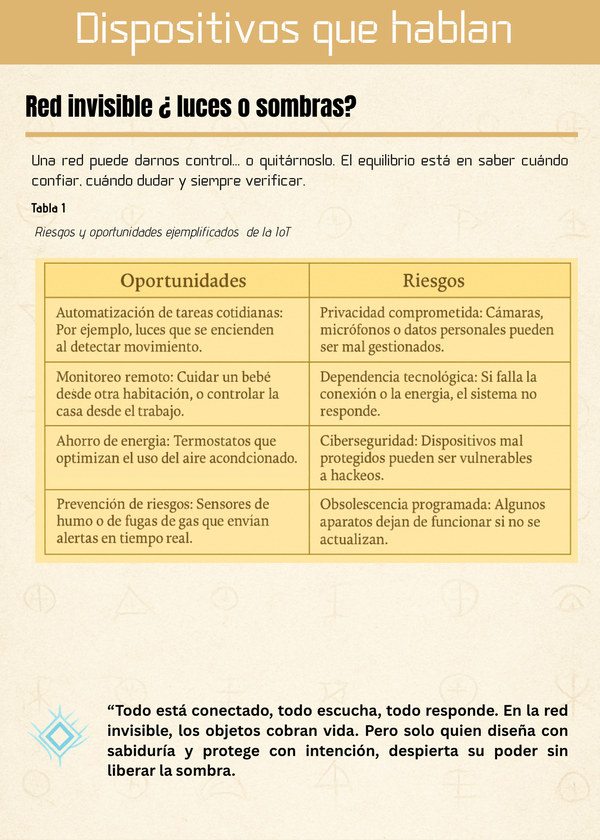 Dispositivos que hablan
Red invisible ¿ luces o sombras?
Una red puede darnos control... o quitárnoslo. El equilibrio está en saber cuándo
confiar, cuándo dudar y siempre verificar.
Tabla 1
Riesgos y oportunidades ejemplificados de la IoT
Oportunidades
Riesgos
Automatización de tareas cotidianas:
Por ejemplo, luces que se encienden
al detectar movimiento.
Privacidad comprometida: Cámaras,
micrófonos o datos personales pueden
ser mal gestionados.
Monitoreo remoto: Cuidar un bebé
desde otra habitación, o controlar la
casa desde el trabajo.
Dependencia tecnológica: Si falla la
conexión o la energia, el sistema no
responde.
Ahorro de energia: Termostatos que
optimizan el uso del aire acondcionado.
Ciberseguridad: Dispositivos mal
protegidos pueden ser vulnerables
a hackeos.
Prevención de riesgos: Sensores de
humo o de fugas de gas que envían
alertas en tiempo real.
Obsolescencia programada: Algunos
aparatos dejan de funcionar si no se
actualizan.
“Todo está conectado, todo escucha, todo responde. En la red
invisible, los objetos cobran vida. Pero solo quien diseña con
sabiduría y protege con intención, despierta su poder sin
liberar la sombra.